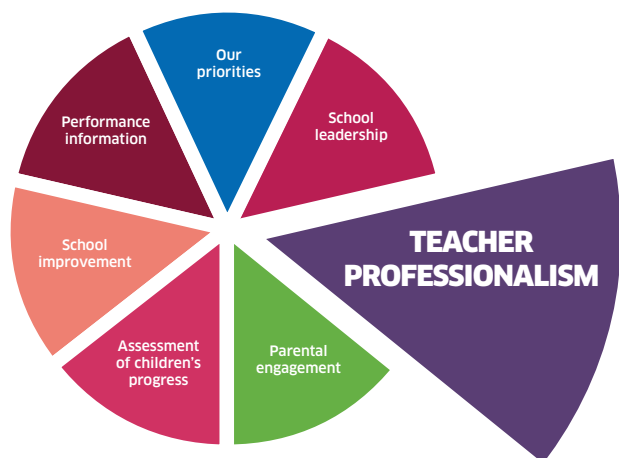 Our
priorities
School
leadership
TEACHER
PROFESSIONALISM
Parental
engagement
Assessment
of children's
progress
School
improvement
Performance
information